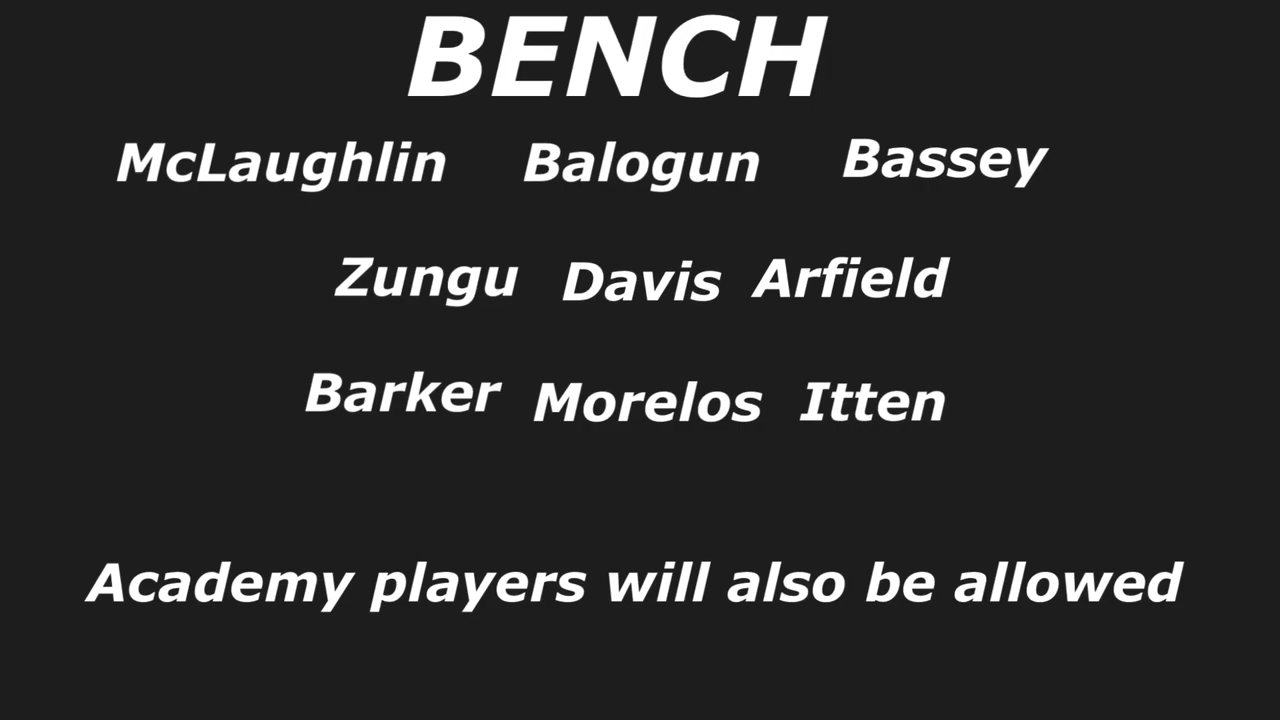 BENCH
McLaughlin Balogun Bassey
Zungu Davis Arfield
Barker Morelos Itten
Academy players will also be allowed